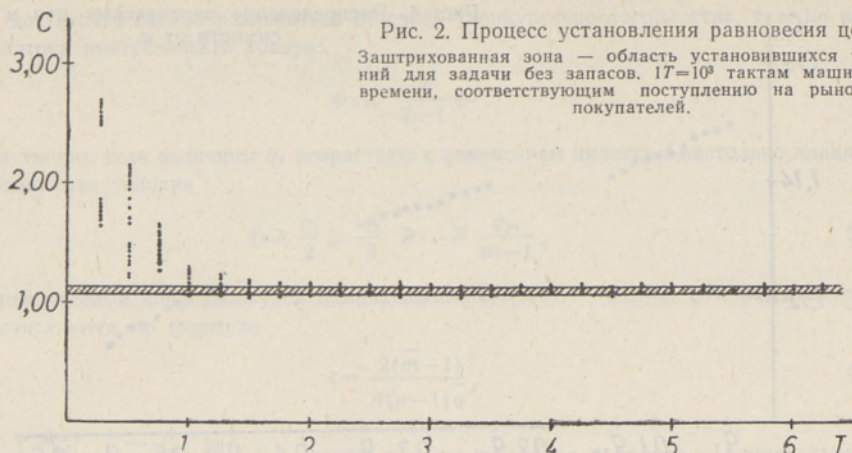 C
Рис. 2. Процесс установления равновесия це
Заштрихованная зона — область установившихся
ний для задачи без запасов. 1T=10³ тактам маши
времени, соответствующим поступлению на рыно
покупателей.
3,00
2,00
1,00
1 2 3 4 5 6 T